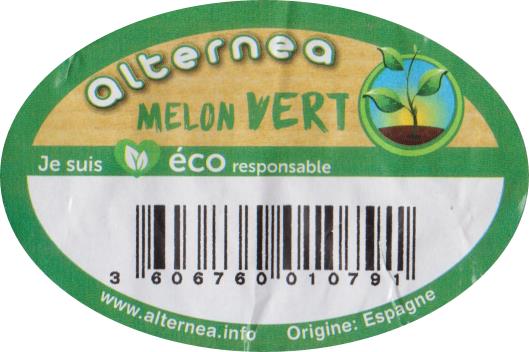 alternea
MELON VERT
Je suis éco responsable
3 606760 010791
www.alternea.info Origine: Espagne